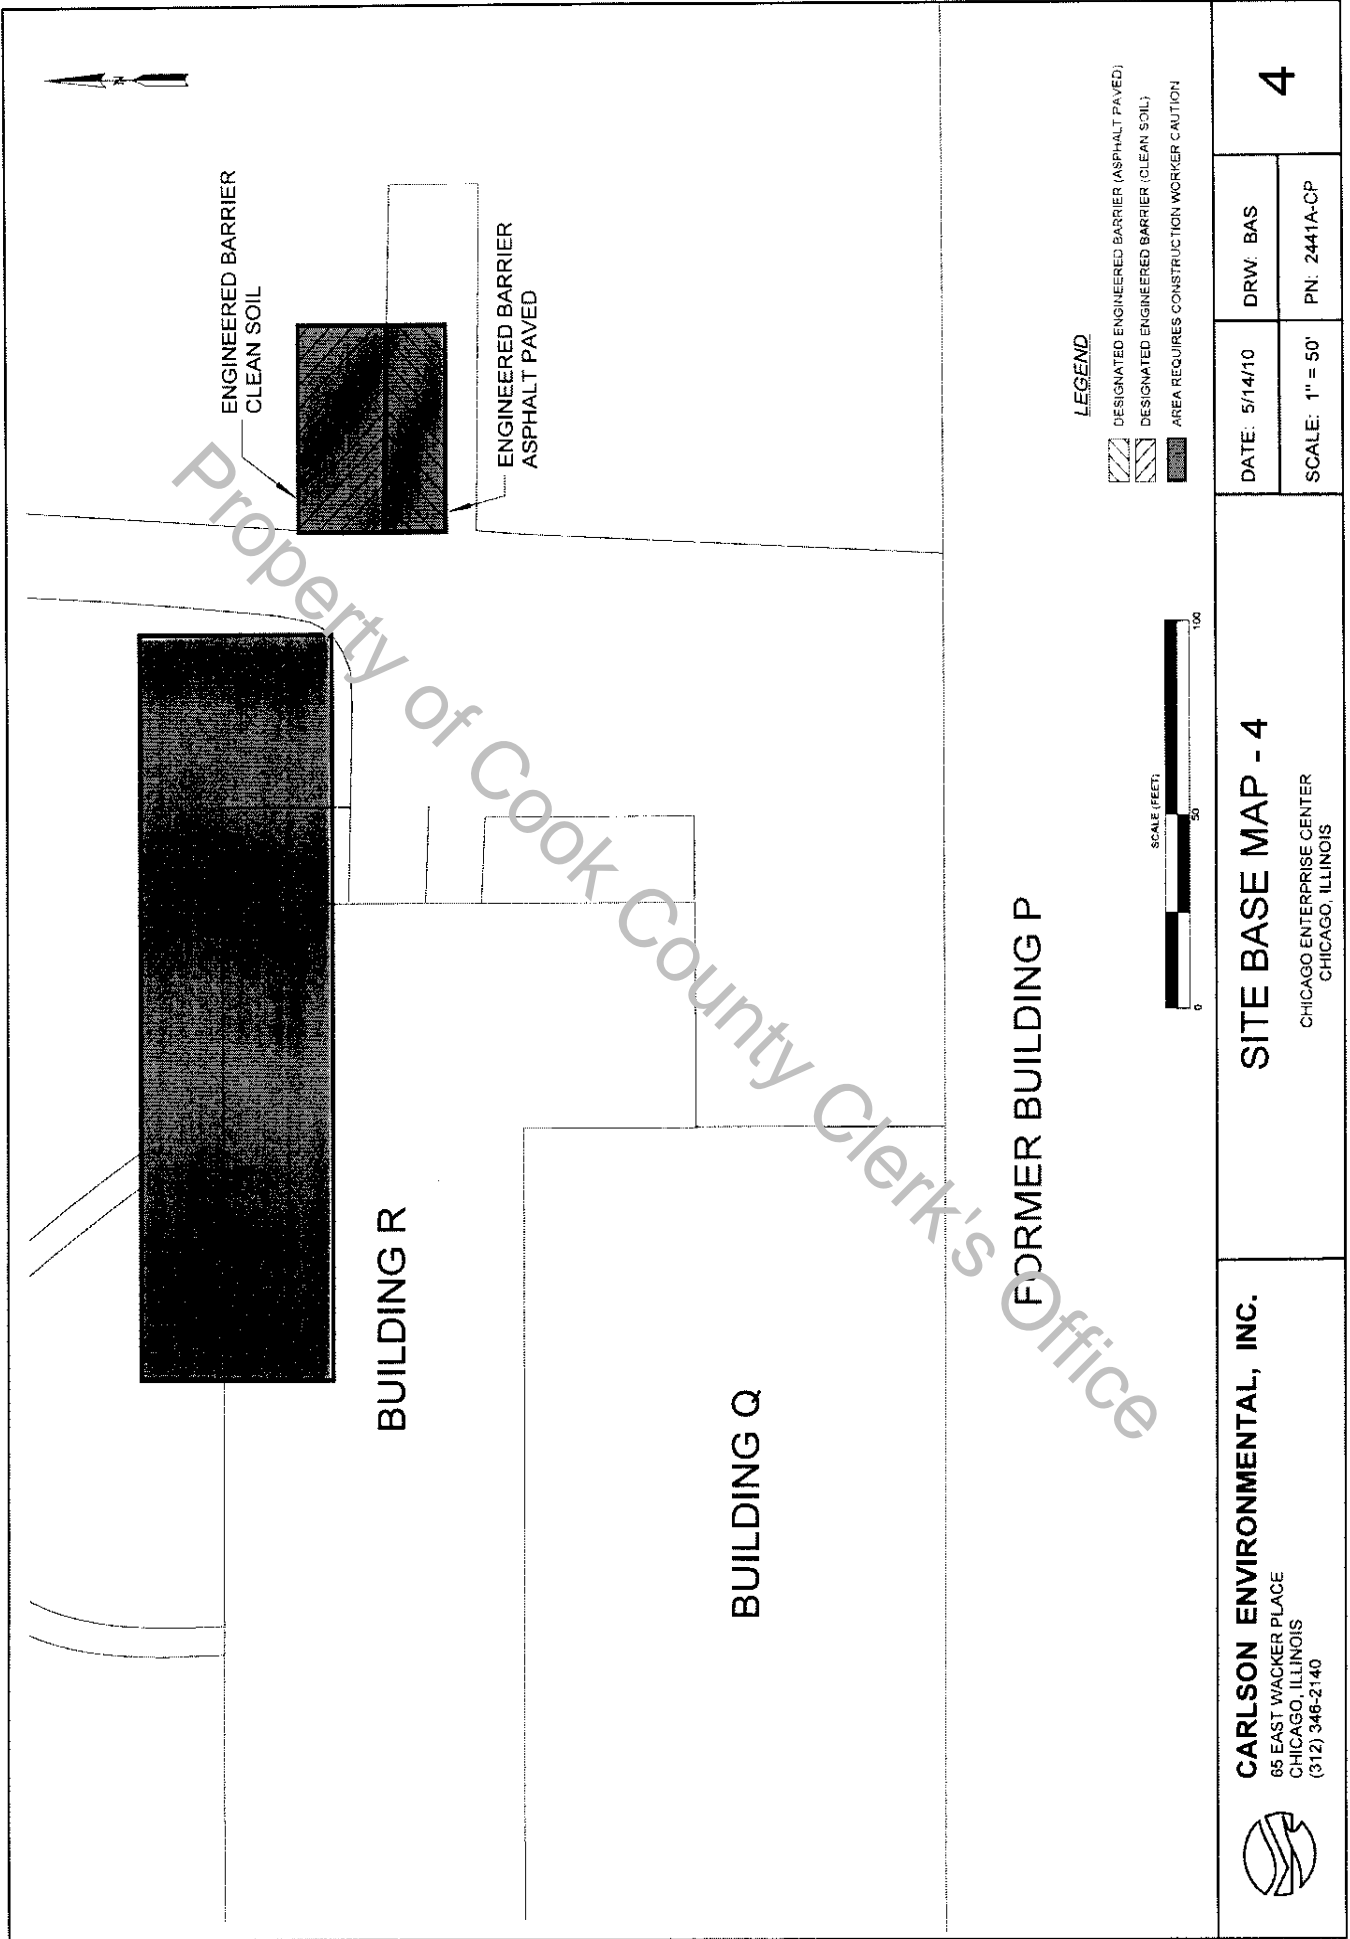 N
ENGINEERED BARRIER
CLEAN SOIL
ENGINEERED BARRIER
ASPHALT PAVED
BUILDING R
BUILDING Q
FORMER BUILDING P
LEGEND
DESIGNATED ENGINEERED BARRIER (ASPHALT PAVED)
DESIGNATED ENGINEERED BARRIER (CLEAN SOIL)
AREA REQUIRES CONSTRUCTION WORKER CAUTION
SCALE (FEET)
0 50 100
Property of Cook County Clerk's Office
CARLSON ENVIRONMENTAL, INC.
65 EAST WACKER PLACE
CHICAGO, ILLINOIS
(312) 346-2140
SITE BASE MAP - 4
CHICAGO ENTERPRISE CENTER
CHICAGO, ILLINOIS
DATE: 5/14/10
DRW: BAS
SCALE: 1" = 50'
PN: 2441A-CP
4